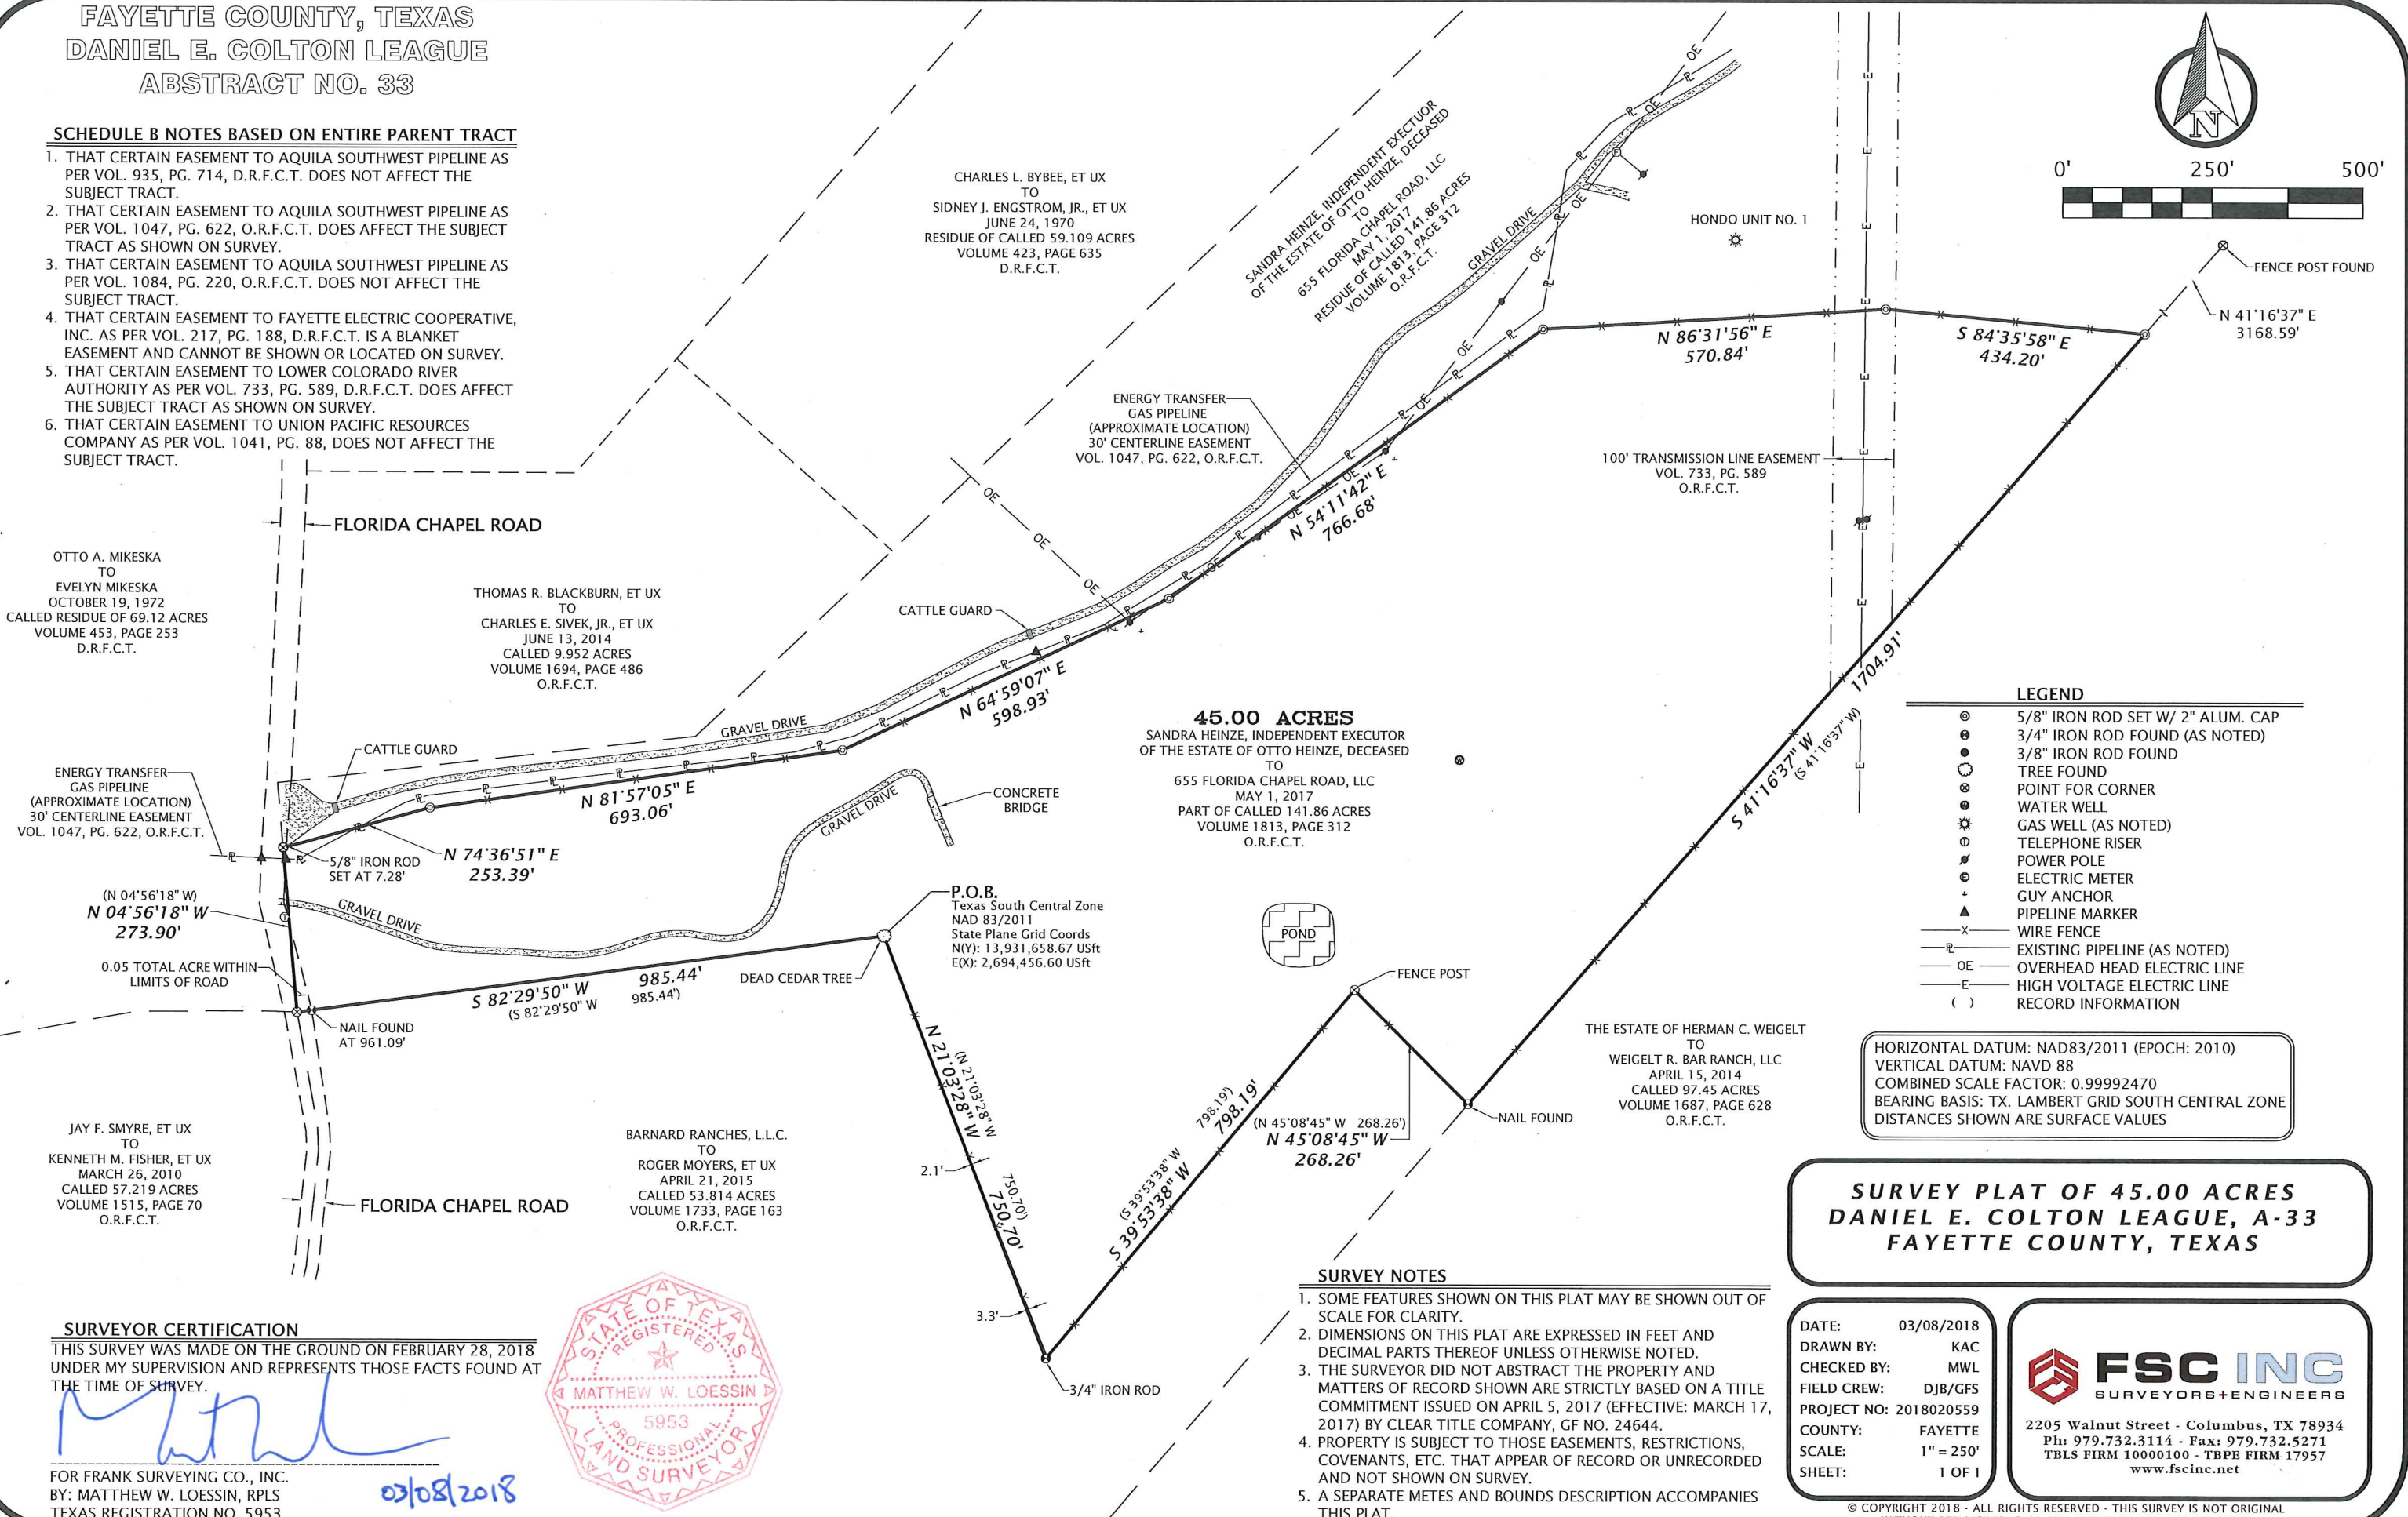 FAYETTE COUNTY, TEXAS
DANIEL E. COLTON LEAGUE
ABSTRACT NO. 33
SCHEDULE B NOTES BASED ON ENTIRE PARENT TRACT
1. THAT CERTAIN EASEMENT TO AQUILA SOUTHWEST PIPELINE AS
PER VOL. 935, PG. 714, D.R.F.C.T. DOES NOT AFFECT THE
SUBJECT TRACT.
2. THAT CERTAIN EASEMENT TO AQUILA SOUTHWEST PIPELINE AS
PER VOL. 1047, PG. 622, O.R.F.C.T. DOES AFFECT THE SUBJECT
TRACT AS SHOWN ON SURVEY.
3. THAT CERTAIN EASEMENT TO AQUILA SOUTHWEST PIPELINE AS
PER VOL. 1084, PG. 220, O.R.F.C.T. DOES NOT AFFECT THE
SUBJECT TRACT.
4. THAT CERTAIN EASEMENT TO FAYETTE ELECTRIC COOPERATIVE,
INC. AS PER VOL. 217, PG. 188, D.R.F.C.T. IS A BLANKET
EASEMENT AND CANNOT BE SHOWN OR LOCATED ON SURVEY.
5. THAT CERTAIN EASEMENT TO LOWER COLORADO RIVER
AUTHORITY AS PER VOL. 733, PG. 589, D.R.F.C.T. DOES AFFECT
THE SUBJECT TRACT AS SHOWN ON SURVEY.
6. THAT CERTAIN EASEMENT TO UNION PACIFIC RESOURCES
COMPANY AS PER VOL. 1041, PG. 88, DOES NOT AFFECT THE
SUBJECT TRACT.
CHARLES L. BYBEE, ET UX
TO
SIDNEY J. ENGSTROM, JR., ET UX
JUNE 24, 1970
RESIDUE OF CALLED 59.109 ACRES
VOLUME 423, PAGE 635
D.R.F.C.T.
SANDRA HEINZE, INDEPENDENT EXECTUOR
OF THE ESTATE OF OTTO HEINZE, DECEASED
TO
655 FLORIDA CHAPEL ROAD, LLC
MAY 1, 2017
RESIDUE OF CALLED 141.86 ACRES
VOLUME 1813, PAGE 312
O.R.F.C.T.
GRAVEL DRIVE
HONDO UNIT NO. 1
N
0' 250' 500'
FENCE POST FOUND
N 41°16'37" E
3168.59'
N 86°31'56" E
570.84'
S 84°35'58" E
434.20'
ENERGY TRANSFER
GAS PIPELINE
(APPROXIMATE LOCATION)
30' CENTERLINE EASEMENT
VOL. 1047, PG. 622, O.R.F.C.T.
100' TRANSMISSION LINE EASEMENT
VOL. 733, PG. 589
O.R.F.C.T.
N 54°11'42" E
766.68'
FLORIDA CHAPEL ROAD
OTTO A. MIKESKA
TO
EVELYN MIKESKA
OCTOBER 19, 1972
CALLED RESIDUE OF 69.12 ACRES
VOLUME 453, PAGE 253
D.R.F.C.T.
THOMAS R. BLACKBURN, ET UX
TO
CHARLES E. SIVEK, JR., ET UX
JUNE 13, 2014
CALLED 9.952 ACRES
VOLUME 1694, PAGE 486
O.R.F.C.T.
CATTLE GUARD
N 64°59'07" E
598.93'
GRAVEL DRIVE
CATTLE GUARD
ENERGY TRANSFER
GAS PIPELINE
(APPROXIMATE LOCATION)
30' CENTERLINE EASEMENT
VOL. 1047, PG. 622, O.R.F.C.T.
N 81°57'05" E
693.06'
GRAVEL DRIVE
CONCRETE
BRIDGE
45.00 ACRES
SANDRA HEINZE, INDEPENDENT EXECUTOR
OF THE ESTATE OF OTTO HEINZE, DECEASED
TO
655 FLORIDA CHAPEL ROAD, LLC
MAY 1, 2017
PART OF CALLED 141.86 ACRES
VOLUME 1813, PAGE 312
O.R.F.C.T.
S 41°16'37" W 1704.91'
(S 41°16'37" W)
LEGEND
5/8" IRON ROD SET W/ 2" ALUM. CAP
3/4" IRON ROD FOUND (AS NOTED)
3/8" IRON ROD FOUND
TREE FOUND
POINT FOR CORNER
WATER WELL
GAS WELL (AS NOTED)
TELEPHONE RISER
POWER POLE
ELECTRIC METER
GUY ANCHOR
PIPELINE MARKER
X WIRE FENCE
PL EXISTING PIPELINE (AS NOTED)
OE OVERHEAD HEAD ELECTRIC LINE
E HIGH VOLTAGE ELECTRIC LINE
( ) RECORD INFORMATION
5/8" IRON ROD
SET AT 7.28'
N 74°36'51" E
253.39'
(N 04°56'18" W)
N 04°56'18" W
273.90'
GRAVEL DRIVE
0.05 TOTAL ACRE WITHIN
LIMITS OF ROAD
NAIL FOUND
AT 961.09'
S 82°29'50" W 985.44'
(S 82°29'50" W 985.44')
DEAD CEDAR TREE
P.O.B.
Texas South Central Zone
NAD 83/2011
State Plane Grid Coords
N(Y): 13,931,658.67 USft
E(X): 2,694,456.60 USft
POND
FENCE POST
N 21°03'28" W 750.70'
(N 21°03'28" W 750.70')
2.1'
3.3'
S 39°53'38" W 798.19'
(S 39°53'38" W 798.19')
(N 45°08'45" W 268.26')
N 45°08'45" W
268.26'
NAIL FOUND
3/4" IRON ROD
THE ESTATE OF HERMAN C. WEIGELT
TO
WEIGELT R. BAR RANCH, LLC
APRIL 15, 2014
CALLED 97.45 ACRES
VOLUME 1687, PAGE 628
O.R.F.C.T.
HORIZONTAL DATUM: NAD83/2011 (EPOCH: 2010)
VERTICAL DATUM: NAVD 88
COMBINED SCALE FACTOR: 0.99992470
BEARING BASIS: TX. LAMBERT GRID SOUTH CENTRAL ZONE
DISTANCES SHOWN ARE SURFACE VALUES
JAY F. SMYRE, ET UX
TO
KENNETH M. FISHER, ET UX
MARCH 26, 2010
CALLED 57.219 ACRES
VOLUME 1515, PAGE 70
O.R.F.C.T.
FLORIDA CHAPEL ROAD
BARNARD RANCHES, L.L.C.
TO
ROGER MOYERS, ET UX
APRIL 21, 2015
CALLED 53.814 ACRES
VOLUME 1733, PAGE 163
O.R.F.C.T.
SURVEY PLAT OF 45.00 ACRES
DANIEL E. COLTON LEAGUE, A-33
FAYETTE COUNTY, TEXAS
SURVEYOR CERTIFICATION
THIS SURVEY WAS MADE ON THE GROUND ON FEBRUARY 28, 2018
UNDER MY SUPERVISION AND REPRESENTS THOSE FACTS FOUND AT
THE TIME OF SURVEY.
FOR FRANK SURVEYING CO., INC.
BY: MATTHEW W. LOESSIN, RPLS
TEXAS REGISTRATION NO. 5953
03/08/2018
STATE OF TEXAS
REGISTERED
MATTHEW W. LOESSIN
5953
PROFESSIONAL
LAND SURVEYOR
SURVEY NOTES
1. SOME FEATURES SHOWN ON THIS PLAT MAY BE SHOWN OUT OF
SCALE FOR CLARITY.
2. DIMENSIONS ON THIS PLAT ARE EXPRESSED IN FEET AND
DECIMAL PARTS THEREOF UNLESS OTHERWISE NOTED.
3. THE SURVEYOR DID NOT ABSTRACT THE PROPERTY AND
MATTERS OF RECORD SHOWN ARE STRICTLY BASED ON A TITLE
COMMITMENT ISSUED ON APRIL 5, 2017 (EFFECTIVE: MARCH 17,
2017) BY CLEAR TITLE COMPANY, GF NO. 24644.
4. PROPERTY IS SUBJECT TO THOSE EASEMENTS, RESTRICTIONS,
COVENANTS, ETC. THAT APPEAR OF RECORD OR UNRECORDED
AND NOT SHOWN ON SURVEY.
5. A SEPARATE METES AND BOUNDS DESCRIPTION ACCOMPANIES
THIS PLAT.
DATE: 03/08/2018
DRAWN BY: KAC
CHECKED BY: MWL
FIELD CREW: DJB/GFS
PROJECT NO: 2018020559
COUNTY: FAYETTE
SCALE: 1" = 250'
SHEET: 1 OF 1
FSC INC
SURVEYORS+ENGINEERS
2205 Walnut Street - Columbus, TX 78934
Ph: 979.732.3114 - Fax: 979.732.5271
TBLS FIRM 10000100 - TBPE FIRM 17957
www.fscinc.net
© COPYRIGHT 2018 - ALL RIGHTS RESERVED - THIS SURVEY IS NOT ORIGINAL